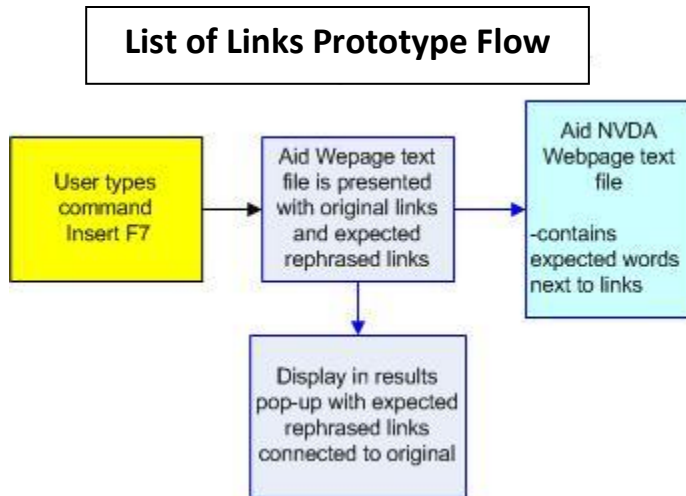 List of Links Prototype Flow
User types
command
Insert F7
Aid Wepage text
file is presented
with original links
and expected
rephrased links
Aid NVDA
Webpage text
file
-contains
expected words
next to links
Display in results
pop-up with expected
rephrased links
connected to original